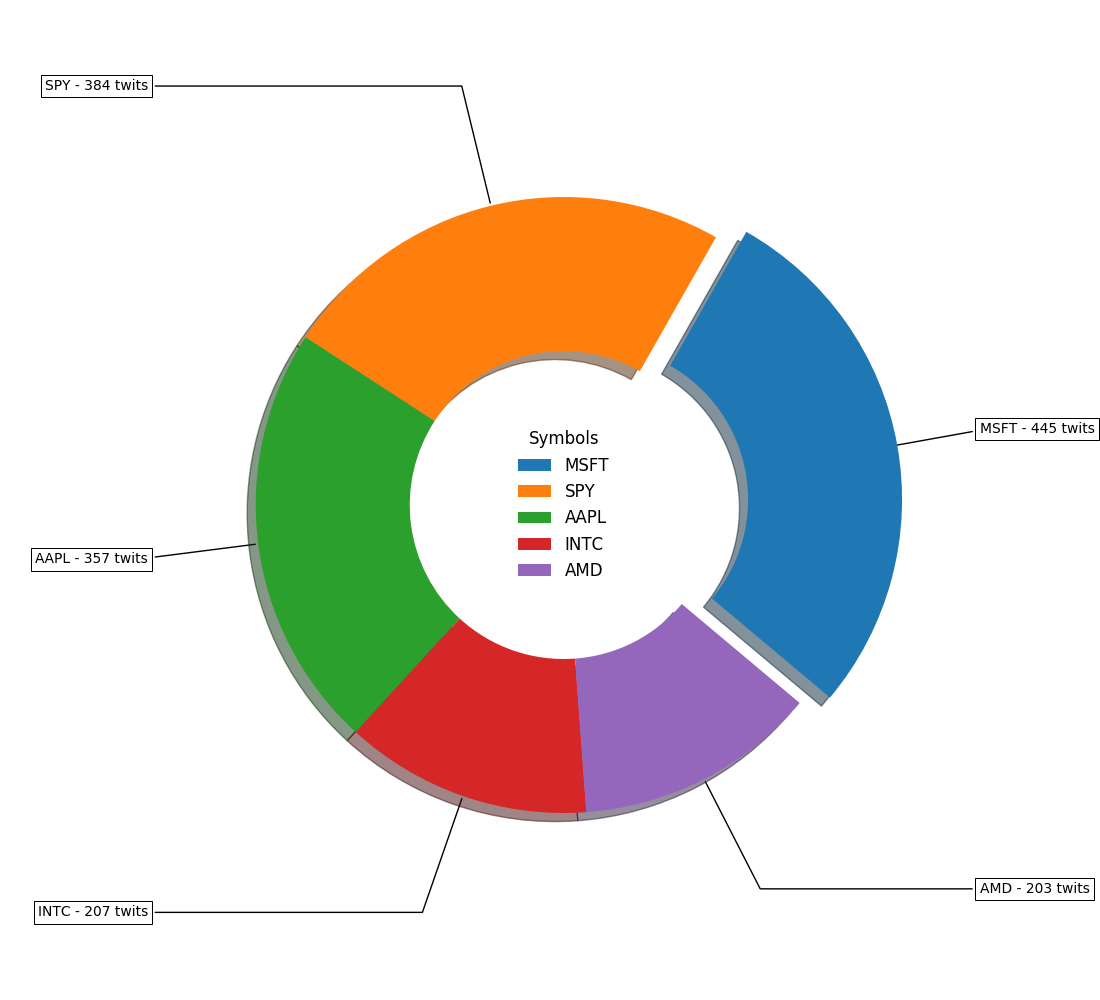 SPY - 384 twits
MSFT - 445 twits
Symbols
MSFT
SPY
AAPL
INTC
AMD
AAPL - 357 twits
AMD - 203 twits
INTC - 207 twits